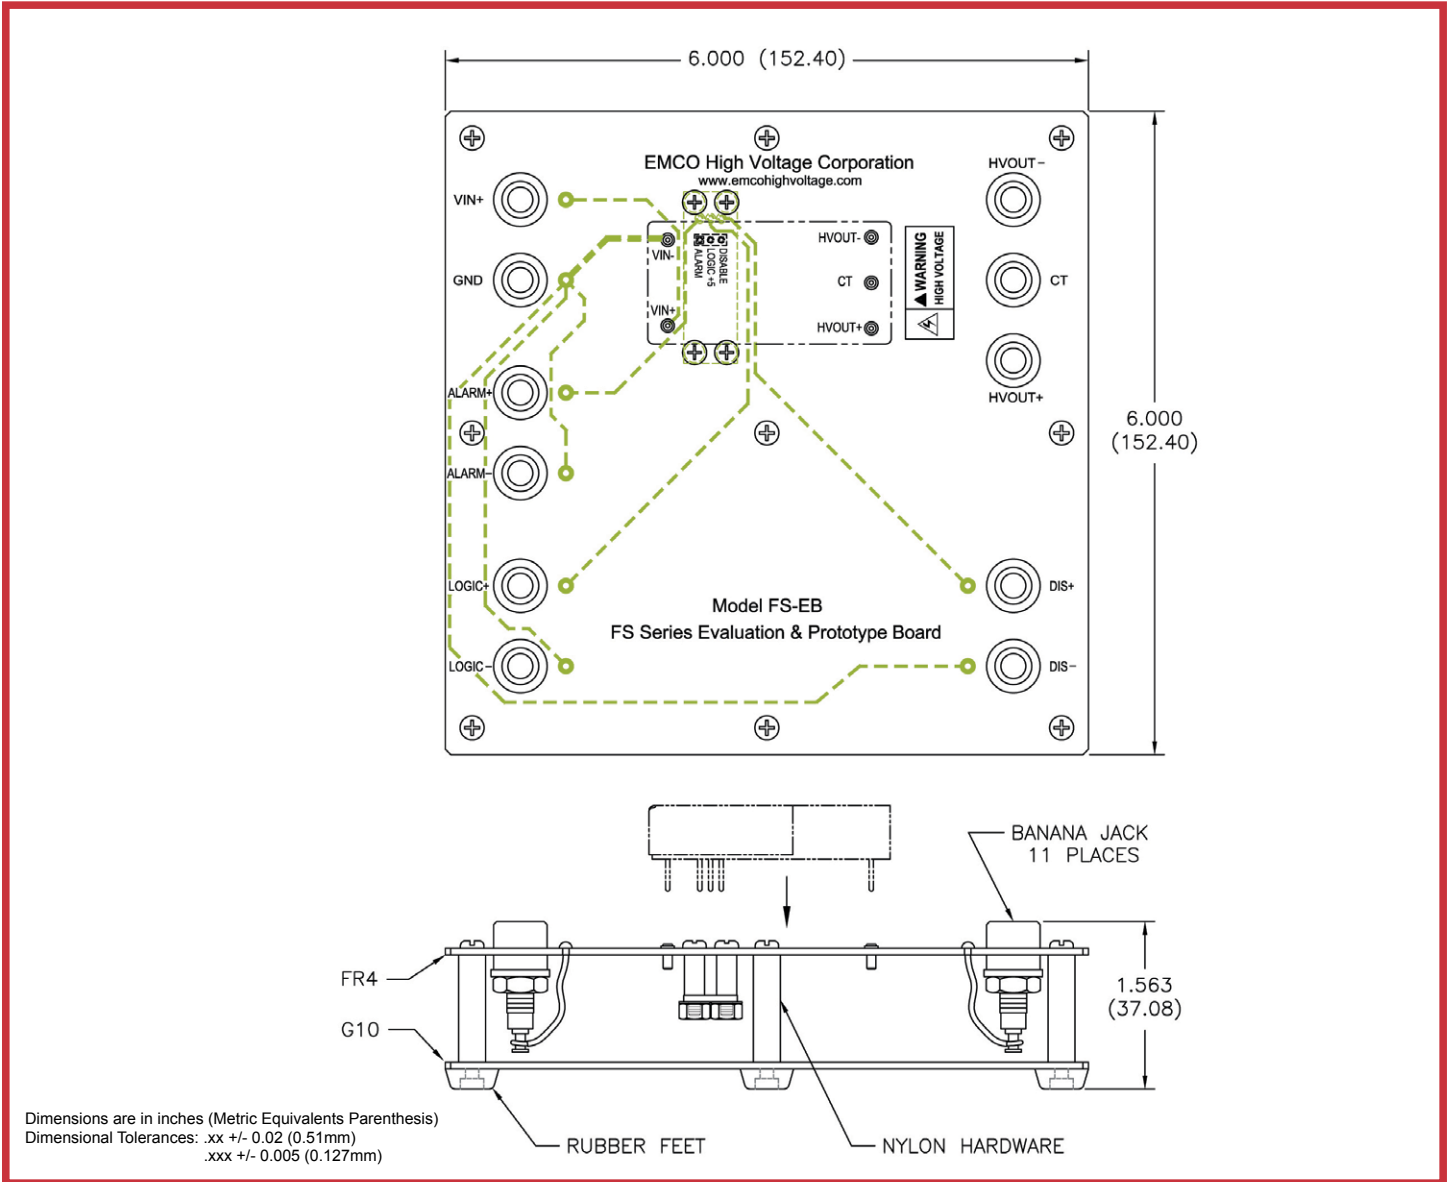 6.000 (152.40)
EMCO High Voltage Corporation
www.emcohighvoltage.com
HVOUT−
VIN+
HVOUT-
VIN-
DISABLE
LOGIC +5
ALARM
WARNING
HIGH VOLTAGE
GND
CT
CT
VIN+
HVOUT+
ALARM+
HVOUT+
6.000
(152.40)
ALARM−
LOGIC+
DIS+
Model FS-EB
FS Series Evaluation & Prototype Board
LOGIC−
DIS−
BANANA JACK
11 PLACES
FR4
1.563
(37.08)
G10
Dimensions are in inches (Metric Equivalents Parenthesis)
Dimensional Tolerances: .xx +/- 0.02 (0.51mm)
.xxx +/- 0.005 (0.127mm)
RUBBER FEET
NYLON HARDWARE